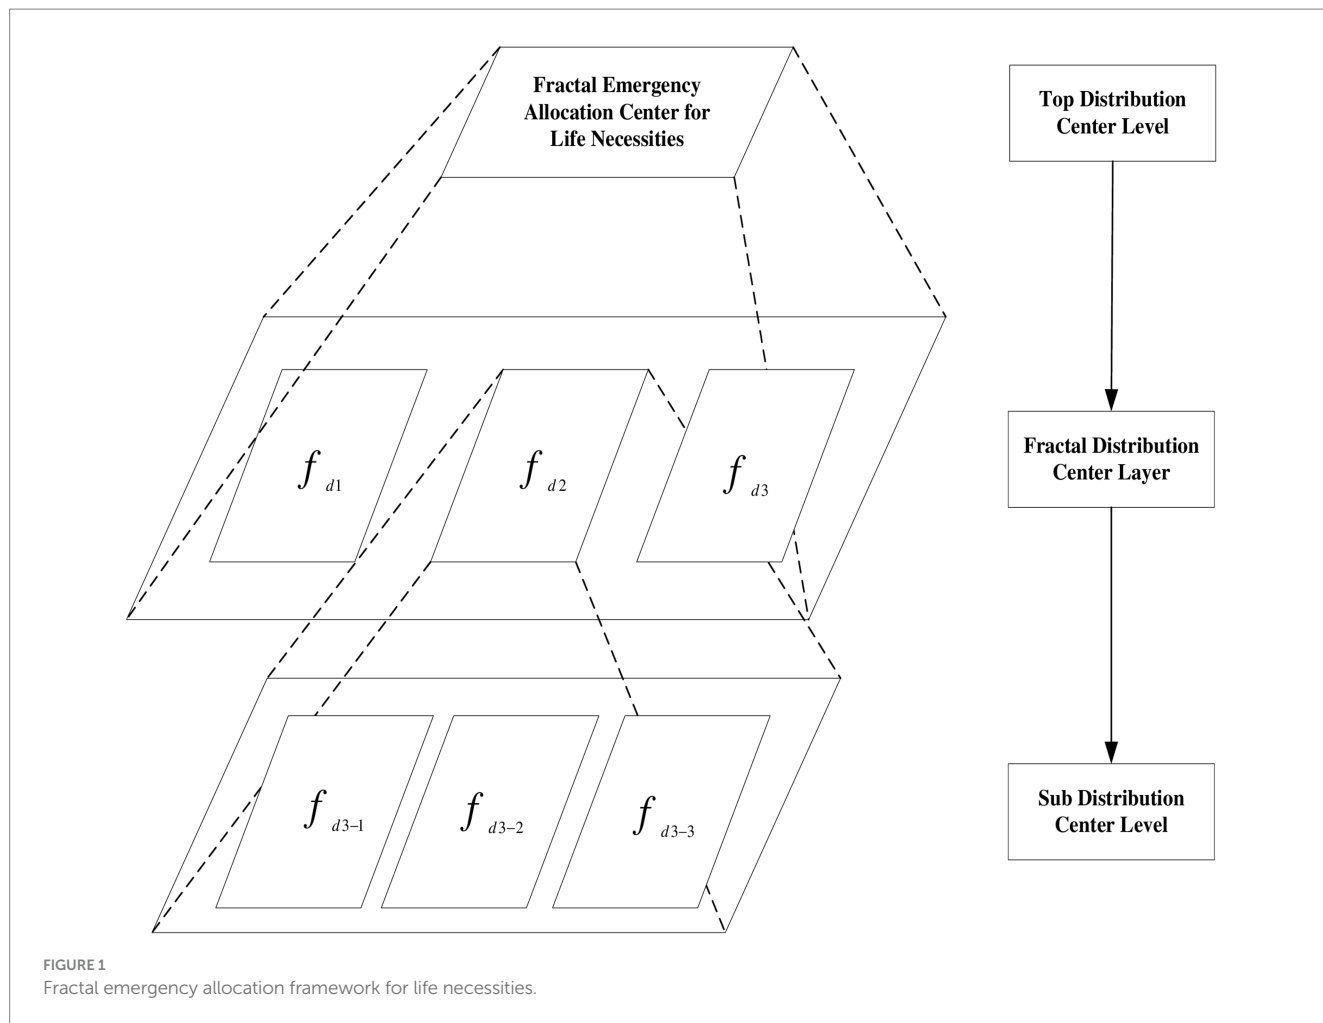 Fractal Emergency
Allocation Center for
Life Necessities
Top Distribution
Center Level
f d1
f d2
f d3
Fractal Distribution
Center Layer
f d3–1
f d3–2
f d3–3
Sub Distribution
Center Level
FIGURE 1
Fractal emergency allocation framework for life necessities.